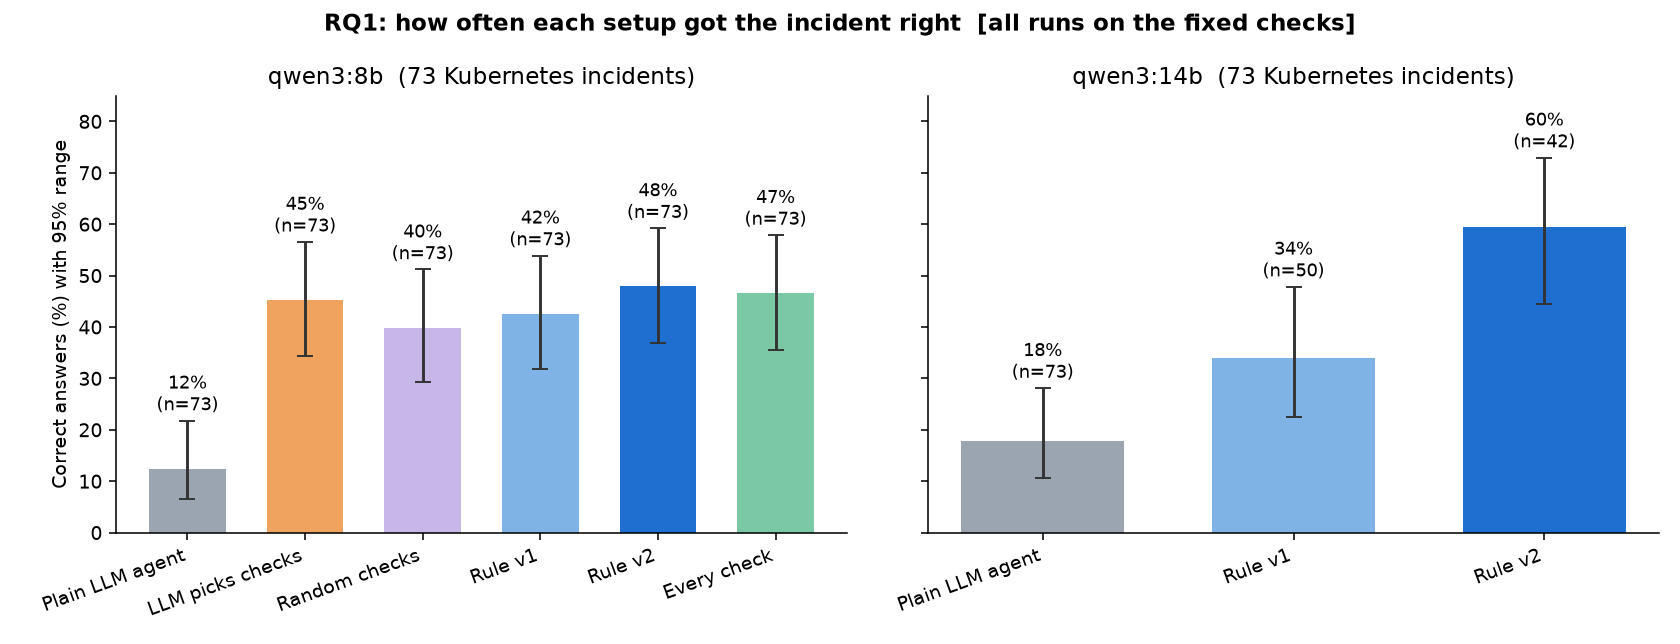 RQ1: how often each setup got the incident right  [all runs on the fixed checks]
qwen3:8b  (73 Kubernetes incidents)
Correct answers (%) with 95% range
80
70
60
50
40
30
20
10
0
12%
(n=73)
45%
(n=73)
40%
(n=73)
42%
(n=73)
48%
(n=73)
47%
(n=73)
Plain LLM agent
LLM picks checks
Random checks
Rule v1
Rule v2
Every check
qwen3:14b  (73 Kubernetes incidents)
18%
(n=73)
34%
(n=50)
60%
(n=42)
Plain LLM agent
Rule v1
Rule v2